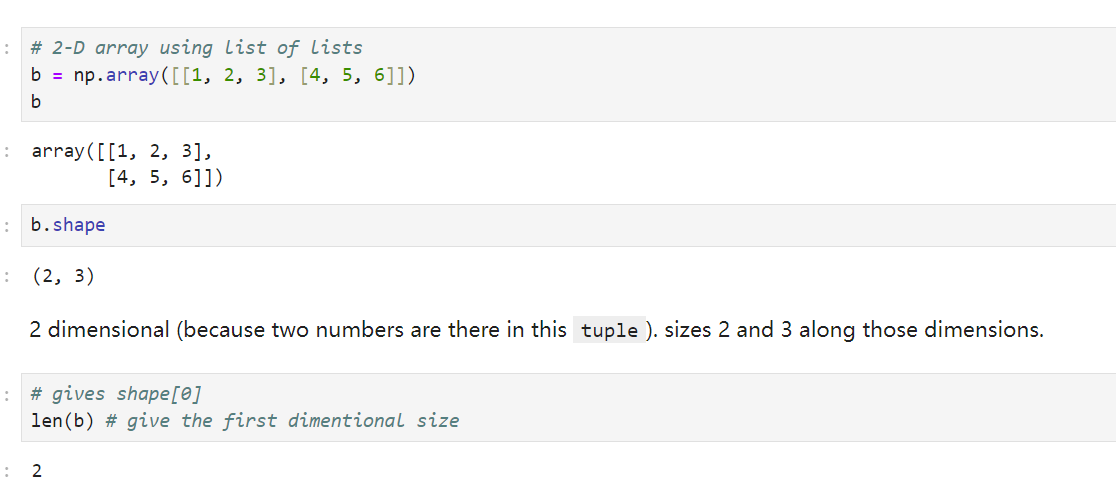 # 2-D array using list of lists
b = np.array([[1, 2, 3], [4, 5, 6]])
b
array([[1, 2, 3],
       [4, 5, 6]])
b.shape
(2, 3)
2 dimensional (because two numbers are there in this tuple). sizes 2 and 3 along those dimensions.
# gives shape[0]
len(b) # give the first dimentional size
2